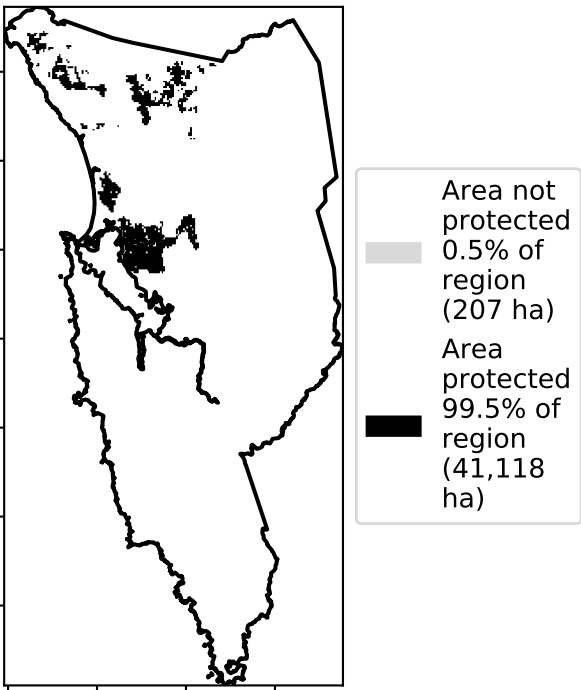 Area not
protected
0.5% of
region
(207 ha)
Area
protected
99.5% of
region
(41,118
ha)